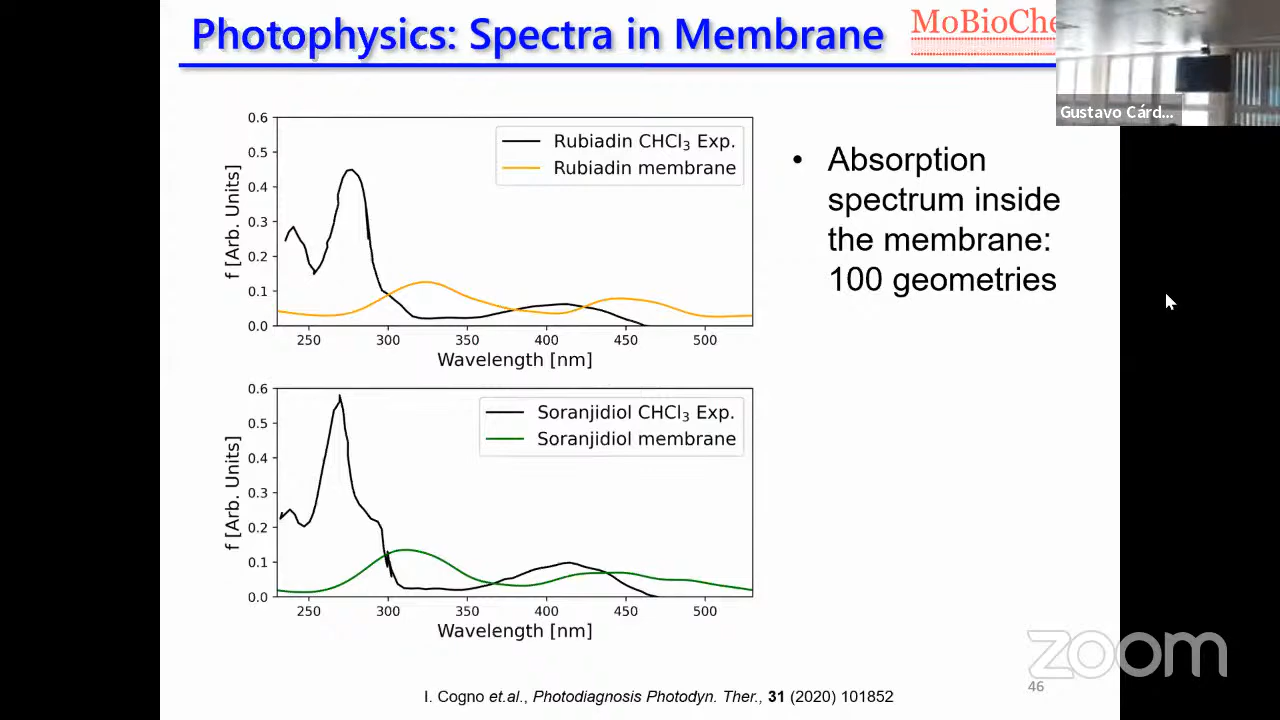 Photophysics: Spectra in Membrane
MoBioChe
Gustavo Cárd...
0.6
0.5
0.4
0.3
0.2
0.1
0.0
f [Arb. Units]
Rubiadin CHCl₃ Exp.
Rubiadin membrane
250 300 350 400 450 500
Wavelength [nm]
• Absorption
spectrum inside
the membrane:
100 geometries
0.6
0.5
0.4
0.3
0.2
0.1
0.0
f [Arb. Units]
Soranjidiol CHCl₃ Exp.
Soranjidiol membrane
250 300 350 400 450 500
Wavelength [nm]
zoom
46
I. Cogno et.al., Photodiagnosis Photodyn. Ther., 31 (2020) 101852